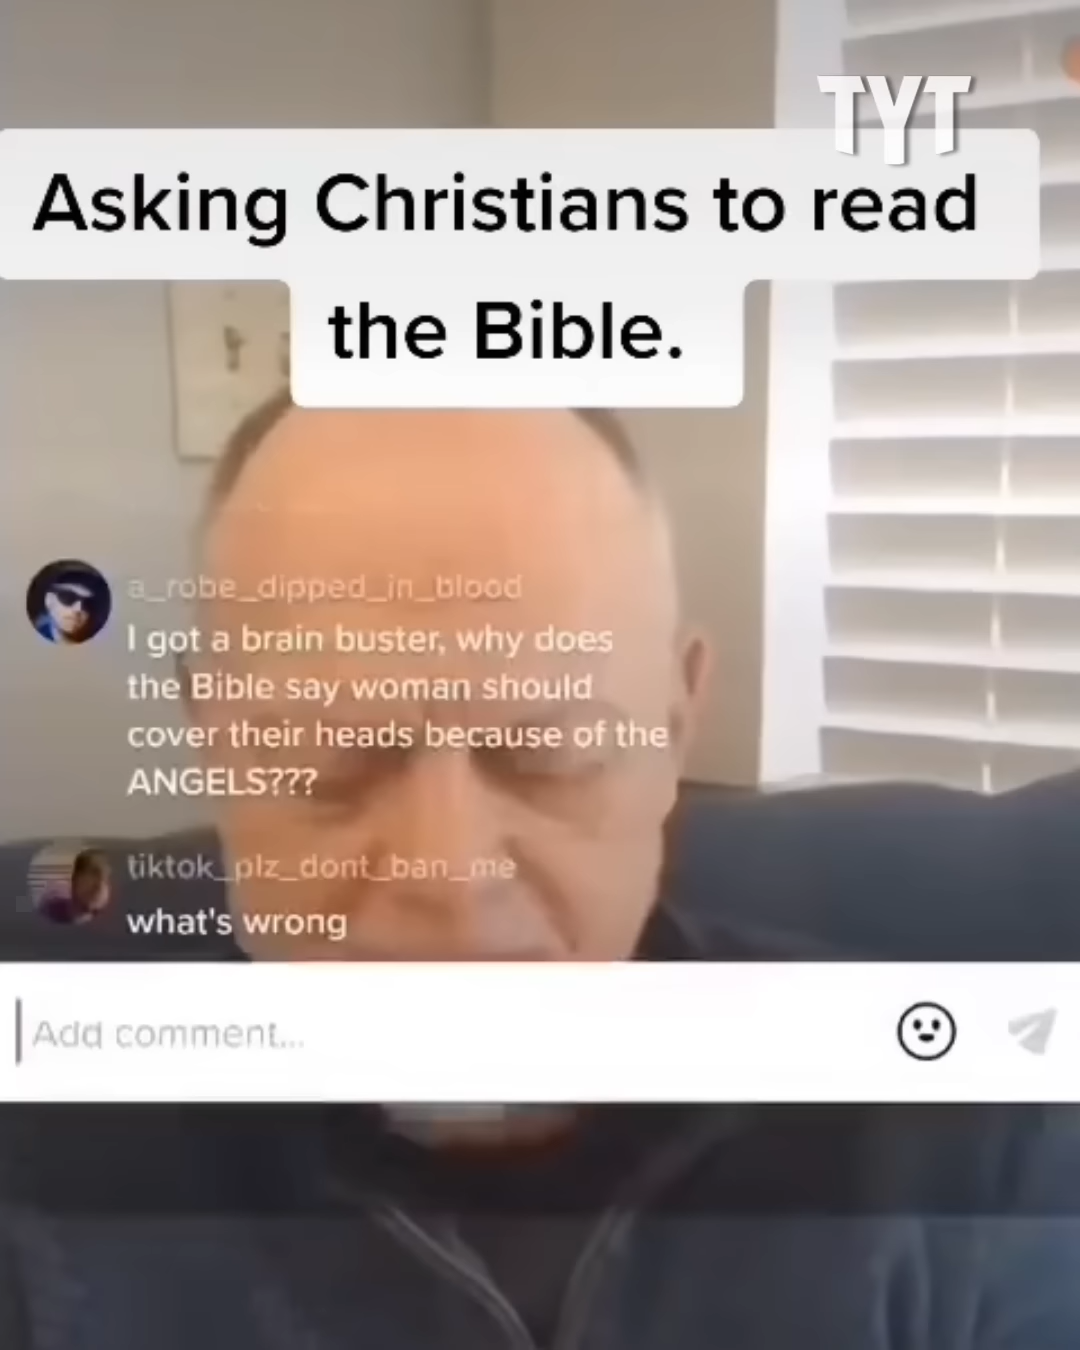 TYT
Asking Christians to read
the Bible.
a_robe_dipped_in_blood
I got a brain buster, why does
the Bible say woman should
cover their heads because of the
ANGELS???
tiktok_plz_dont_ban_me
what's wrong
Add comment...